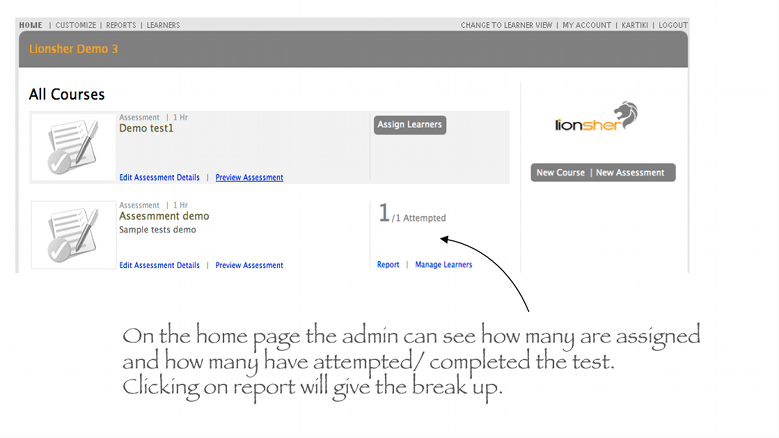 HOME | CUSTOMIZE | REPORTS | LEARNERS
CHANGE TO LEARNER VIEW | MY ACCOUNT | KARTIKI | LOGOUT
Lionsher Demo 3
All Courses
Assessment | 1 Hr
Demo test1
Edit Assessment Details | Preview Assessment
Assign Learners
lionsher
New Course | New Assessment
Assessment | 1 Hr
Assesmment demo
Sample tests demo
Edit Assessment Details | Preview Assessment
1/1 Attempted
Report | Manage Learners
On the home page the admin can see how many are assigned
and how many have attempted/ completed the test.
Clicking on report will give the break up.